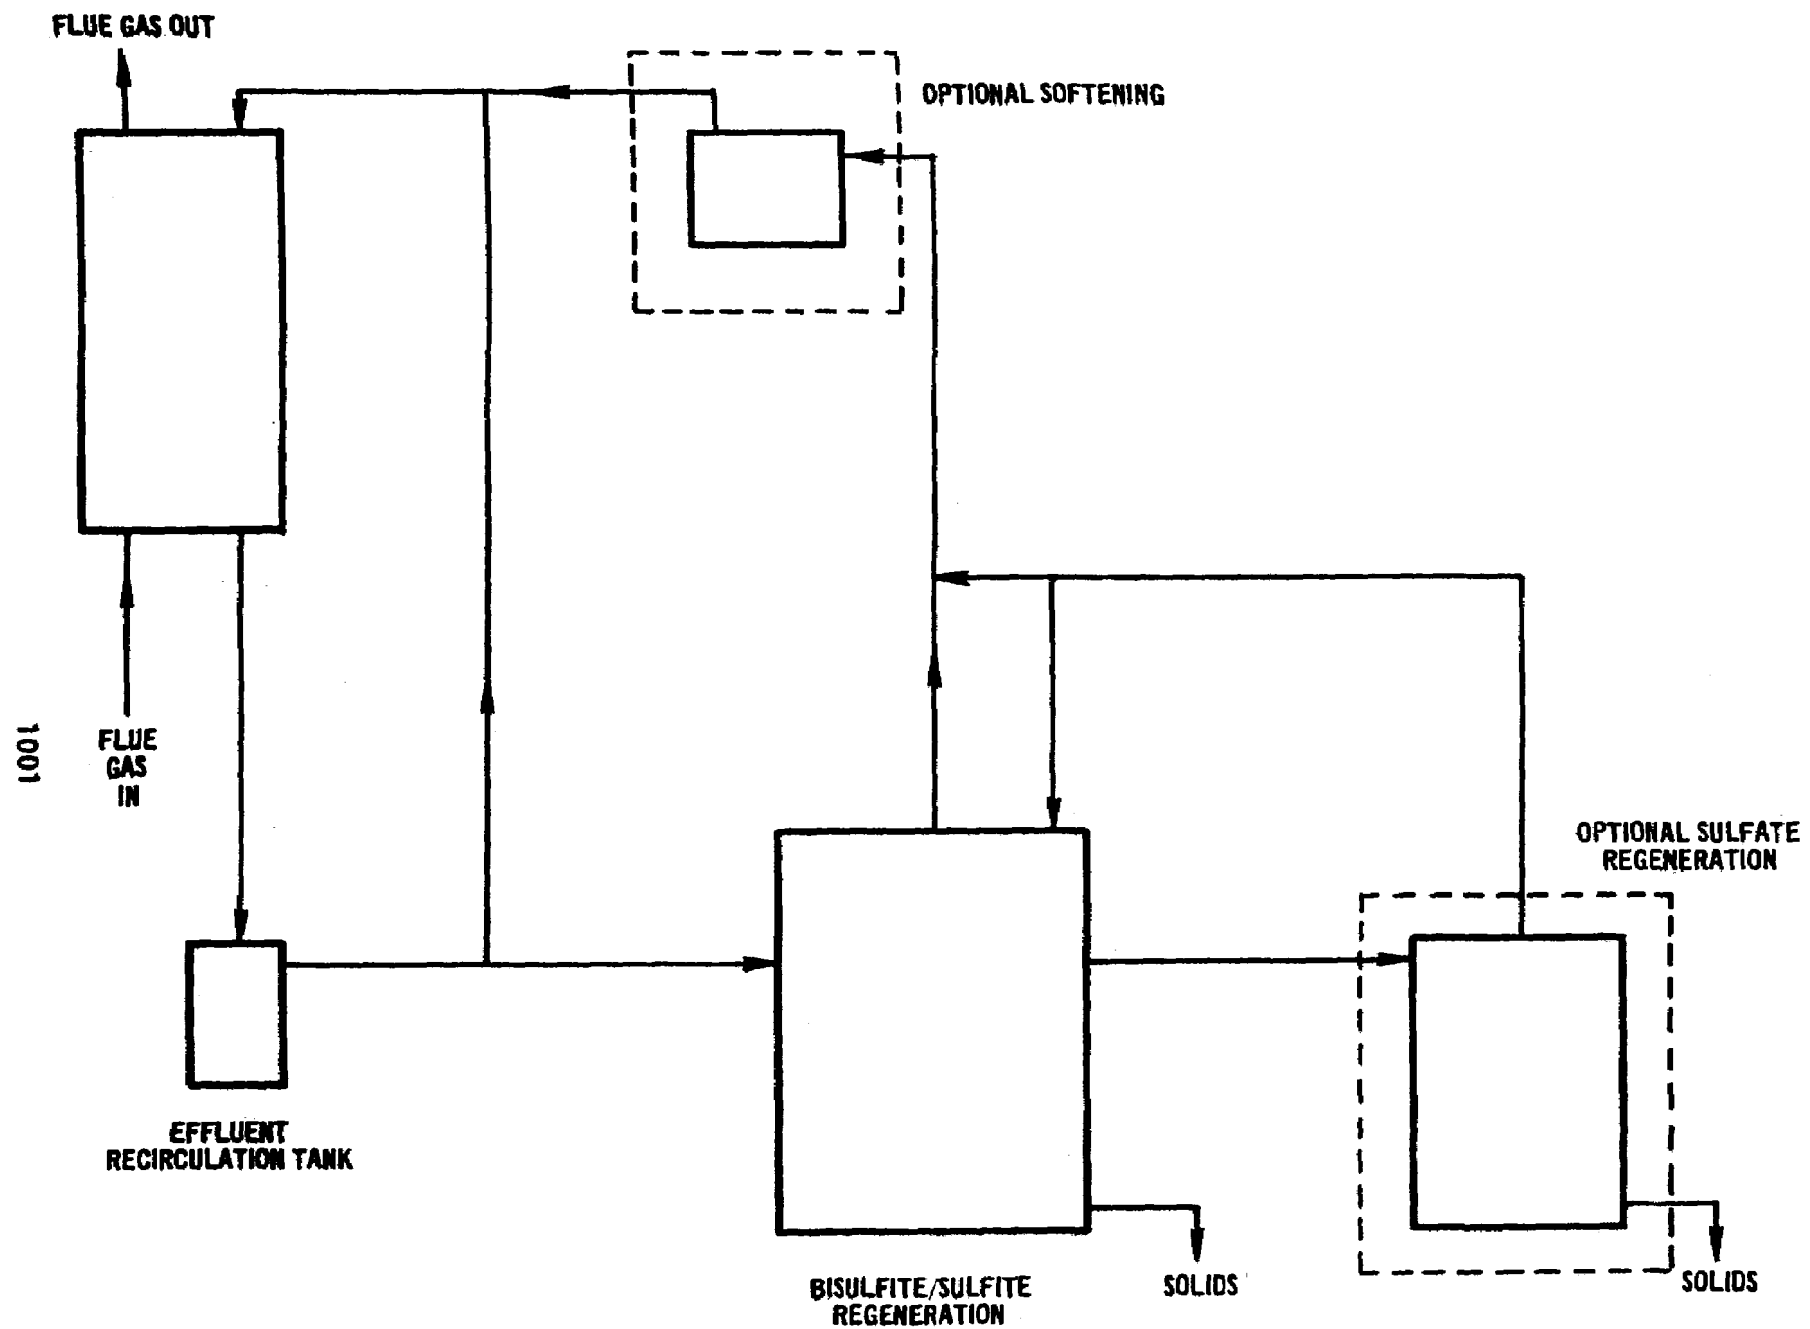 FLUE GAS OUT
OPTIONAL SOFTENING
1001
FLUE
GAS
IN
OPTIONAL SULFATE
REGENERATION
EFFLUENT
RECIRCULATION TANK
BISULFITE/SULFITE
REGENERATION
SOLIDS
SOLIDS